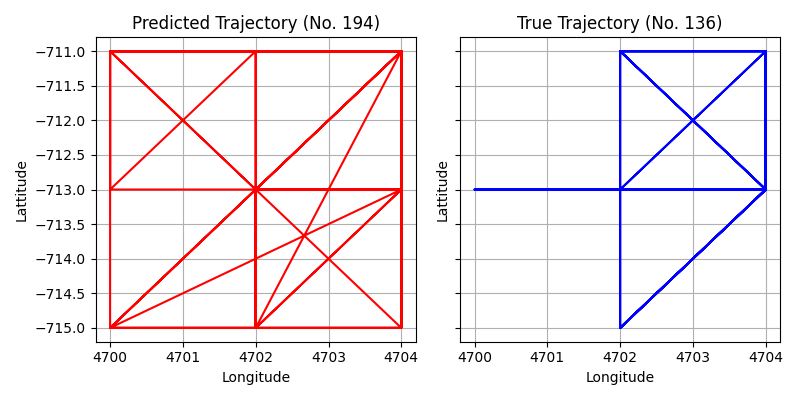 Predicted Trajectory (No. 194)
True Trajectory (No. 136)
−711.0
−711.5
−712.0
−712.5
−713.0
−713.5
−714.0
−714.5
−715.0
Lattitude
Lattitude
4700 4701 4702 4703 4704
4700 4701 4702 4703 4704
Longitude
Longitude